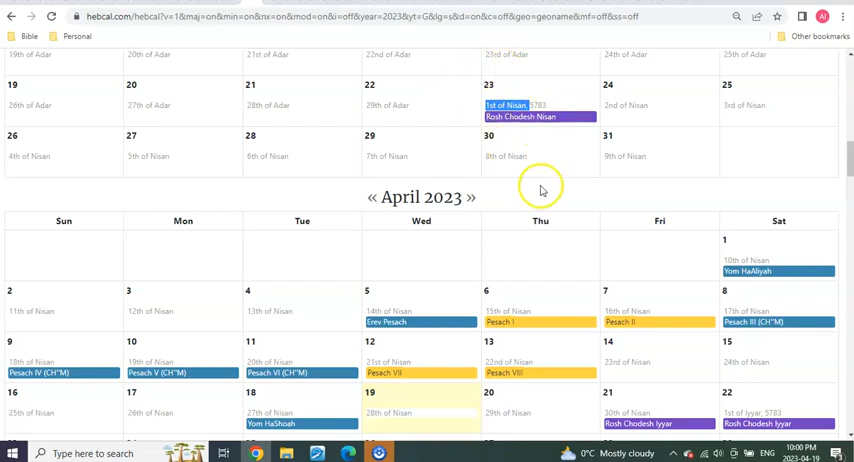 hebcal.com/hebcal?v=1&maj=on&min=on&nx=on&mod=on&i=off&year=2023&yt=G&lg=s&d=on&c=off&geo=geoname&mf=off&ss=off
AI
Bible Personal Other bookmarks
19th of Adar 20th of Adar 21st of Adar 22nd of Adar 23rd of Adar 24th of Adar 25th of Adar
19 20 21 22 23 24 25
26th of Adar 27th of Adar 28th of Adar 29th of Adar 1st of Nisan, 5783 2nd of Nisan 3rd of Nisan
Rosh Chodesh Nisan
26 27 28 29 30 31
4th of Nisan 5th of Nisan 6th of Nisan 7th of Nisan 8th of Nisan 9th of Nisan
« April 2023 »
Sun Mon Tue Wed Thu Fri Sat
1
10th of Nisan
Yom HaAliyah
2 3 4 5 6 7 8
11th of Nisan 12th of Nisan 13th of Nisan 14th of Nisan 15th of Nisan 16th of Nisan 17th of Nisan
Erev Pesach Pesach I Pesach II Pesach III (CH"M)
9 10 11 12 13 14 15
18th of Nisan 19th of Nisan 20th of Nisan 21st of Nisan 22nd of Nisan 23rd of Nisan 24th of Nisan
Pesach IV (CH"M) Pesach V (CH"M) Pesach VI (CH"M) Pesach VII Pesach VIII
16 17 18 19 20 21 22
25th of Nisan 26th of Nisan 27th of Nisan 28th of Nisan 29th of Nisan 30th of Nisan 1st of Iyyar, 5783
Yom HaShoah Rosh Chodesh Iyyar Rosh Chodesh Iyyar
Type here to search 0°C Mostly cloudy ENG 10:00 PM
2023-04-19